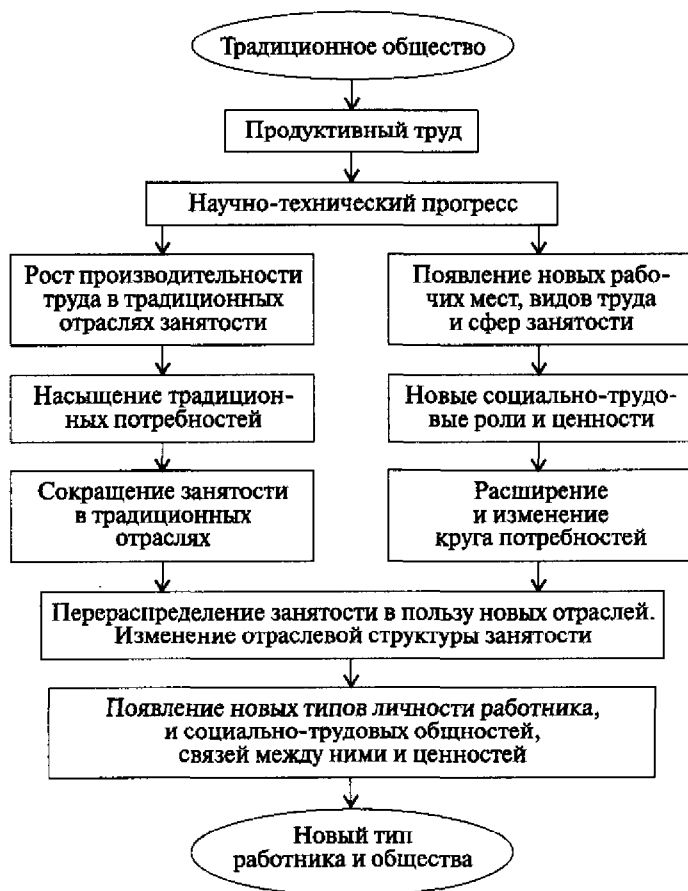 Традиционное общество
Продуктивный труд
Научно-технический прогресс
Рост производительности
труда в традиционных
отраслях занятости
Появление новых рабо-
чих мест, видов труда
и сфер занятости
Насыщение традицион-
ных потребностей
Новые социально-трудо-
вые роли и ценности
Сокращение занятости
в традиционных
отраслях
Расширение
и изменение
круга потребностей
Перераспределение занятости в пользу новых отраслей.
Изменение отраслевой структуры занятости
Появление новых типов личности работника,
и социально-трудовых общностей,
связей между ними и ценностей
Новый тип
работника и общества